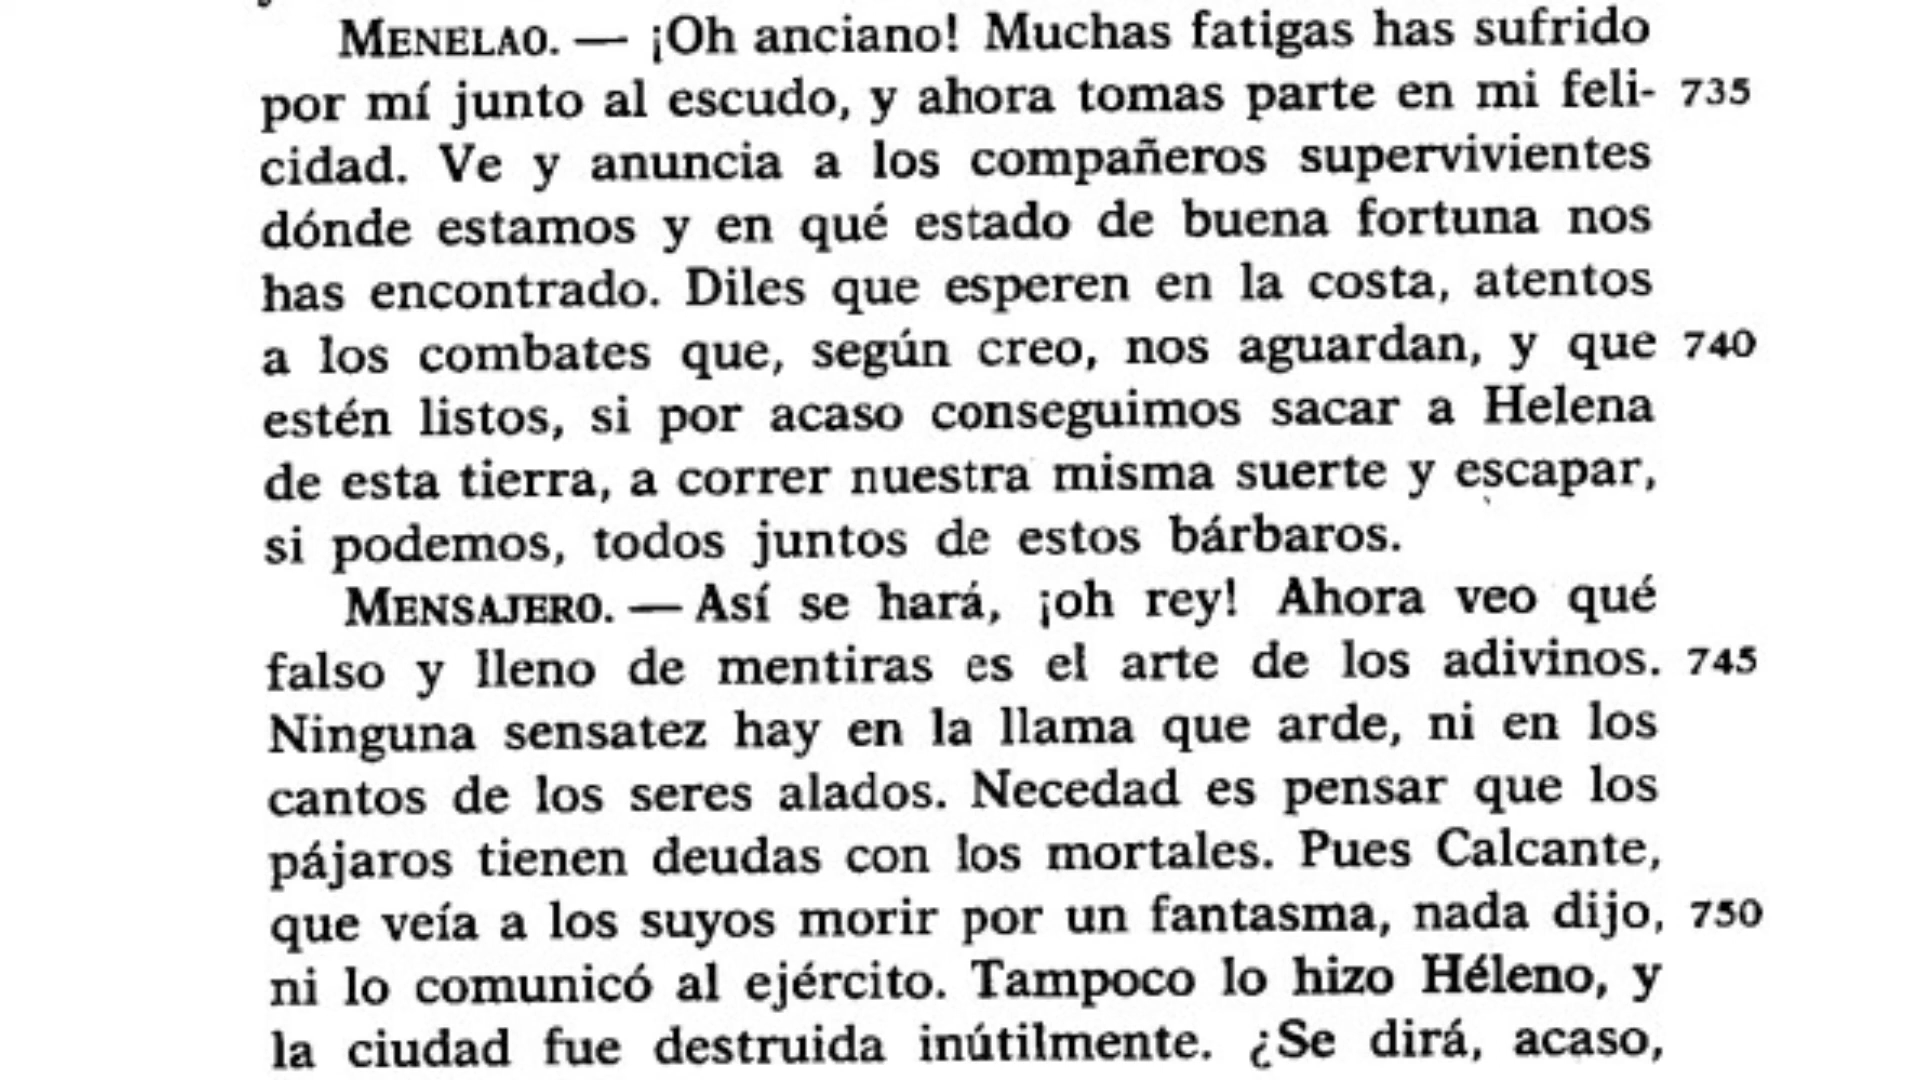 MENELAO. — ¡Oh anciano! Muchas fatigas has sufrido
por mí junto al escudo, y ahora tomas parte en mi feli- 735
cidad. Ve y anuncia a los compañeros supervivientes
dónde estamos y en qué estado de buena fortuna nos
has encontrado. Diles que esperen en la costa, atentos
a los combates que, según creo, nos aguardan, y que 740
estén listos, si por acaso conseguimos sacar a Helena
de esta tierra, a correr nuestra misma suerte y escapar,
si podemos, todos juntos de estos bárbaros.
MENSAJERO. — Así se hará, ¡oh rey! Ahora veo qué
falso y lleno de mentiras es el arte de los adivinos. 745
Ninguna sensatez hay en la llama que arde, ni en los
cantos de los seres alados. Necedad es pensar que los
pájaros tienen deudas con los mortales. Pues Calcante,
que veía a los suyos morir por un fantasma, nada dijo, 750
ni lo comunicó al ejército. Tampoco lo hizo Héleno, y
la ciudad fue destruida inútilmente. ¿Se dirá, acaso,